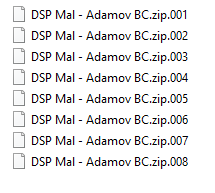 DSP Mal - Adamov BC.zip.001
DSP Mal - Adamov BC.zip.002
DSP Mal - Adamov BC.zip.003
DSP Mal - Adamov BC.zip.004
DSP Mal - Adamov BC.zip.005
DSP Mal - Adamov BC.zip.006
DSP Mal - Adamov BC.zip.007
DSP Mal - Adamov BC.zip.008